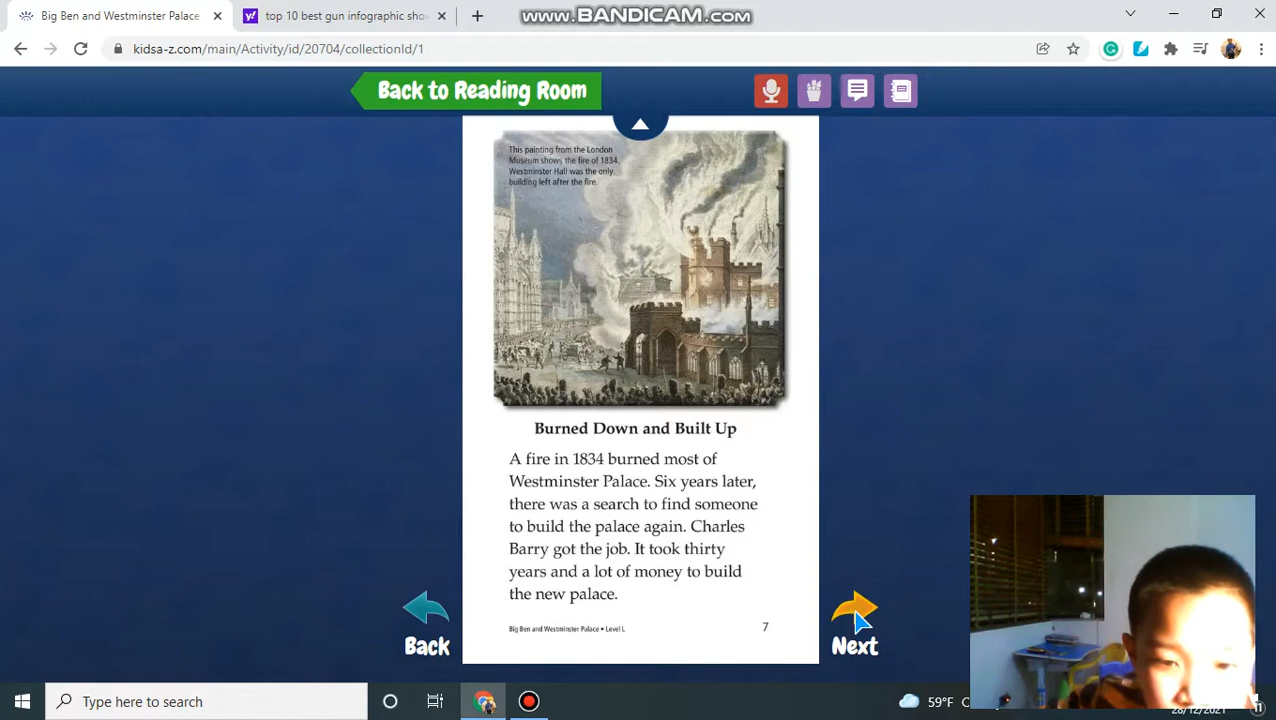 Big Ben and Westminster Palace
top 10 best gun infographic sho
www.BANDICAM.com
kidsa-z.com/main/Activity/id/20704/collectionId/1
Back to Reading Room
This painting from the London
Museum shows the fire of 1834.
Westminster Hall was the only
building left after the fire.
Burned Down and Built Up
A fire in 1834 burned most of
Westminster Palace. Six years later,
there was a search to find someone
to build the palace again. Charles
Barry got the job. It took thirty
years and a lot of money to build
the new palace.
Big Ben and Westminster Palace • Level L
7
Back
Next
Type here to search
59°F
28/12/2021